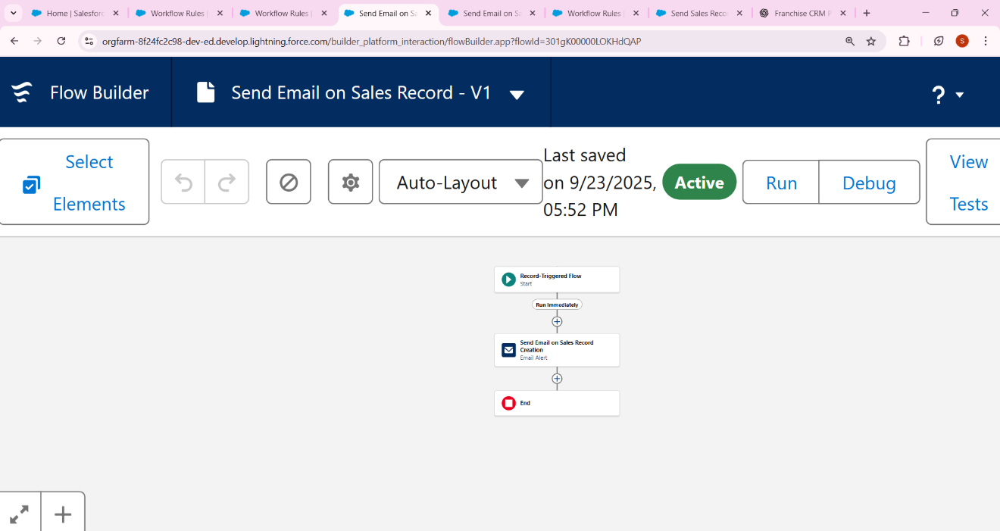 Home | Salesforc
Workflow Rules |
Workflow Rules |
Send Email on Sa
Send Email on Sa
Workflow Rules |
Send Sales Reco
Franchise CRM P
orgfarm-8f24fc2c98-dev-ed.develop.lightning.force.com/builder_platform_interaction/flowBuilder.app?flowId=301gK00000LOKHdQAP
S
Flow Builder
Send Email on Sales Record - V1
?
Select
Elements
Auto-Layout
Last saved
on 9/23/2025,
05:52 PM
Active
Run
Debug
View
Tests
Record-Triggered Flow
Start
Run Immediately
Send Email on Sales Record
Creation
Email Alert
End